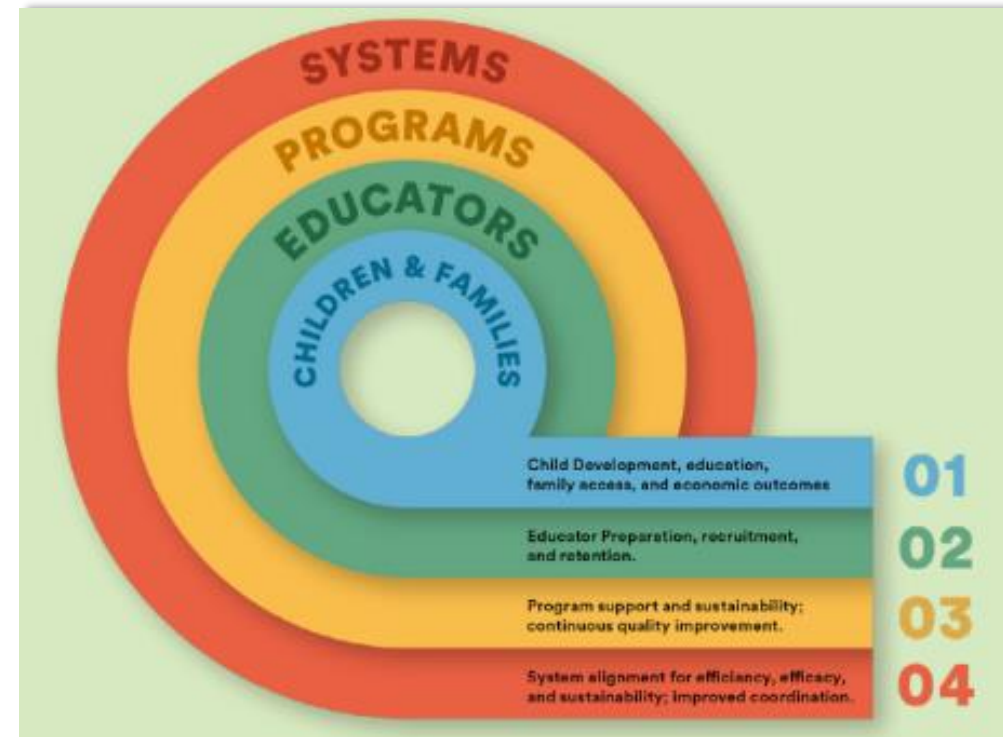 SYSTEMS
PROGRAMS
EDUCATORS
CHILDREN & FAMILIES
Child Development, education,
family access, and economic outcomes
01
Educator Preparation, recruitment,
and retention.
02
Program support and sustainability;
continuous quality improvement.
03
System alignment for efficiency, efficacy,
and sustainability; improved coordination.
04